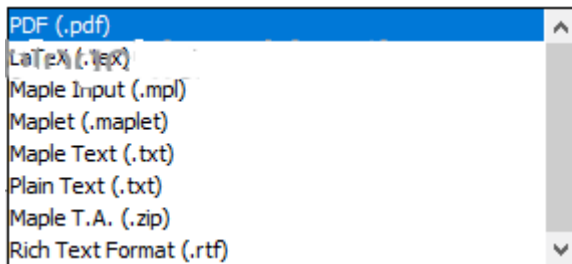 PDF (.pdf)
LaTeX (.tex)
Maple Input (.mpl)
Maplet (.maplet)
Maple Text (.txt)
Plain Text (.txt)
Maple T.A. (.zip)
Rich Text Format (.rtf)